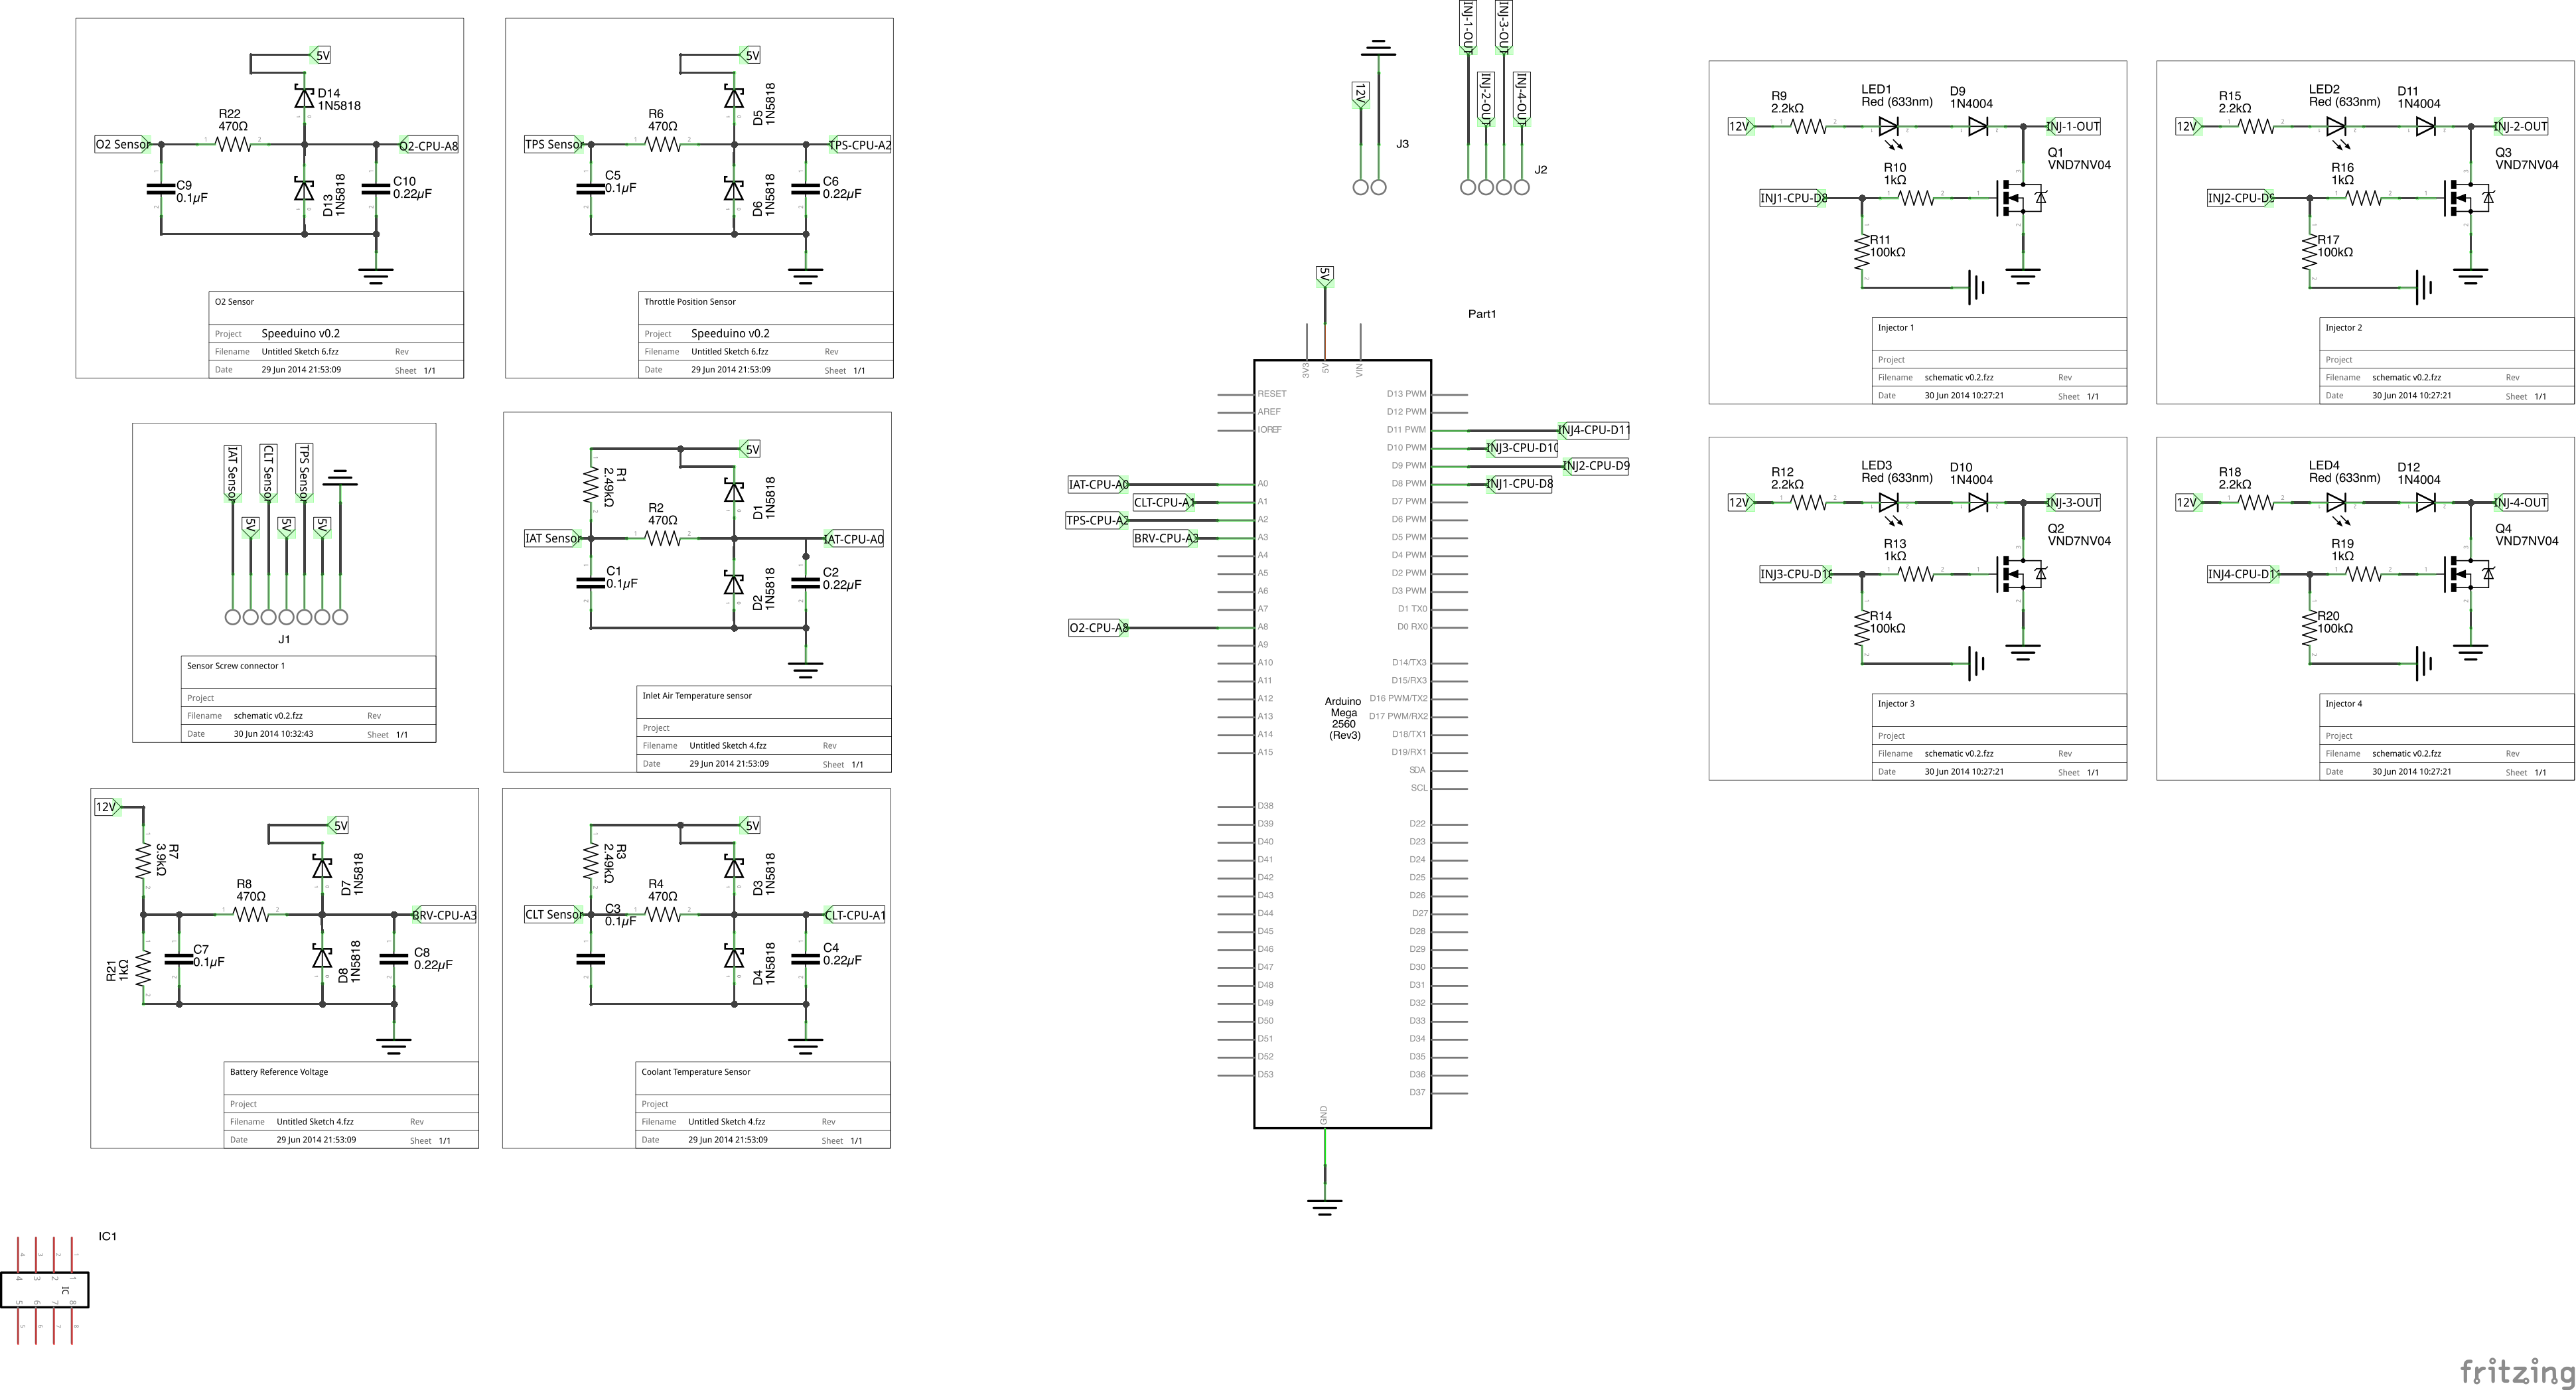 5V
D14
1N5818
R22
470Ω
O2 Sensor
O2-CPU-A8
C9
0.1µF
D13
1N5818
C10
0.22µF
O2 Sensor
Project Speeduino v0.2
Filename Untitled Sketch 6.fzz Rev
Date 29 Jun 2014 21:53:09 Sheet 1/1
5V
D5
1N5818
R6
470Ω
TPS Sensor
TPS-CPU-A2
C5
0.1µF
D6
1N5818
C6
0.22µF
Throttle Position Sensor
Project Speeduino v0.2
Filename Untitled Sketch 6.fzz Rev
Date 29 Jun 2014 21:53:09 Sheet 1/1
IAT Sensor
CLT Sensor
TPS Sensor
5V
5V
5V
J1
Sensor Screw connector 1
Project
Filename schematic v0.2.fzz Rev
Date 30 Jun 2014 10:32:43 Sheet 1/1
5V
R1
2.49kΩ
D1
1N5818
R2
470Ω
IAT Sensor
IAT-CPU-A0
C1
0.1µF
D2
1N5818
C2
0.22µF
Inlet Air Temperature sensor
Project
Filename Untitled Sketch 4.fzz Rev
Date 29 Jun 2014 21:53:09 Sheet 1/1
12V
5V
R7
3.9kΩ
D7
1N5818
R8
470Ω
BRV-CPU-A3
R21
1kΩ
C7
0.1µF
D8
1N5818
C8
0.22µF
Battery Reference Voltage
Project
Filename Untitled Sketch 4.fzz Rev
Date 29 Jun 2014 21:53:09 Sheet 1/1
5V
R3
2.49kΩ
D3
1N5818
R4
470Ω
CLT Sensor
C3
0.1µF
CLT-CPU-A1
D4
1N5818
C4
0.22µF
Coolant Temperature Sensor
Project
Filename Untitled Sketch 4.fzz Rev
Date 29 Jun 2014 21:53:09 Sheet 1/1
IC1
4 3 2 1
IC
5 6 7 8
12V
J3
INJ-1-OUT
INJ-2-OUT
INJ-3-OUT
INJ-4-OUT
J2
5V
Part1
3V3 5V VIN
RESET
AREF
IOREF
A0
A1
A2
A3
A4
A5
A6
A7
A8
A9
A10
A11
A12
A13
A14
A15
D38
D39
D40
D41
D42
D43
D44
D45
D46
D47
D48
D49
D50
D51
D52
D53
IAT-CPU-A0
CLT-CPU-A1
TPS-CPU-A2
BRV-CPU-A3
O2-CPU-A8
Arduino
Mega
2560
(Rev3)
D13 PWM
D12 PWM
D11 PWM
D10 PWM
D9 PWM
D8 PWM
D7 PWM
D6 PWM
D5 PWM
D4 PWM
D2 PWM
D3 PWM
D1 TX0
D0 RX0
D14/TX3
D15/RX3
D16 PWM/TX2
D17 PWM/RX2
D18/TX1
D19/RX1
SDA
SCL
D22
D23
D24
D25
D26
D27
D28
D29
D30
D31
D32
D33
D34
D35
D36
D37
GND
INJ4-CPU-D11
INJ3-CPU-D10
INJ2-CPU-D9
INJ1-CPU-D8
R9
2.2kΩ
LED1
Red (633nm)
D9
1N4004
12V
INJ-1-OUT
Q1
VND7NV04
R10
1kΩ
INJ1-CPU-D8
R11
100kΩ
Injector 1
Project
Filename schematic v0.2.fzz Rev
Date 30 Jun 2014 10:27:21 Sheet 1/1
R15
2.2kΩ
LED2
Red (633nm)
D11
1N4004
12V
INJ-2-OUT
Q3
VND7NV04
R16
1kΩ
INJ2-CPU-D9
R17
100kΩ
Injector 2
Project
Filename schematic v0.2.fzz Rev
Date 30 Jun 2014 10:27:21 Sheet 1/1
R12
2.2kΩ
LED3
Red (633nm)
D10
1N4004
12V
INJ-3-OUT
Q2
VND7NV04
R13
1kΩ
INJ3-CPU-D10
R14
100kΩ
Injector 3
Project
Filename schematic v0.2.fzz Rev
Date 30 Jun 2014 10:27:21 Sheet 1/1
R18
2.2kΩ
LED4
Red (633nm)
D12
1N4004
12V
INJ-4-OUT
Q4
VND7NV04
R19
1kΩ
INJ4-CPU-D11
R20
100kΩ
Injector 4
Project
Filename schematic v0.2.fzz Rev
Date 30 Jun 2014 10:27:21 Sheet 1/1
fritzing